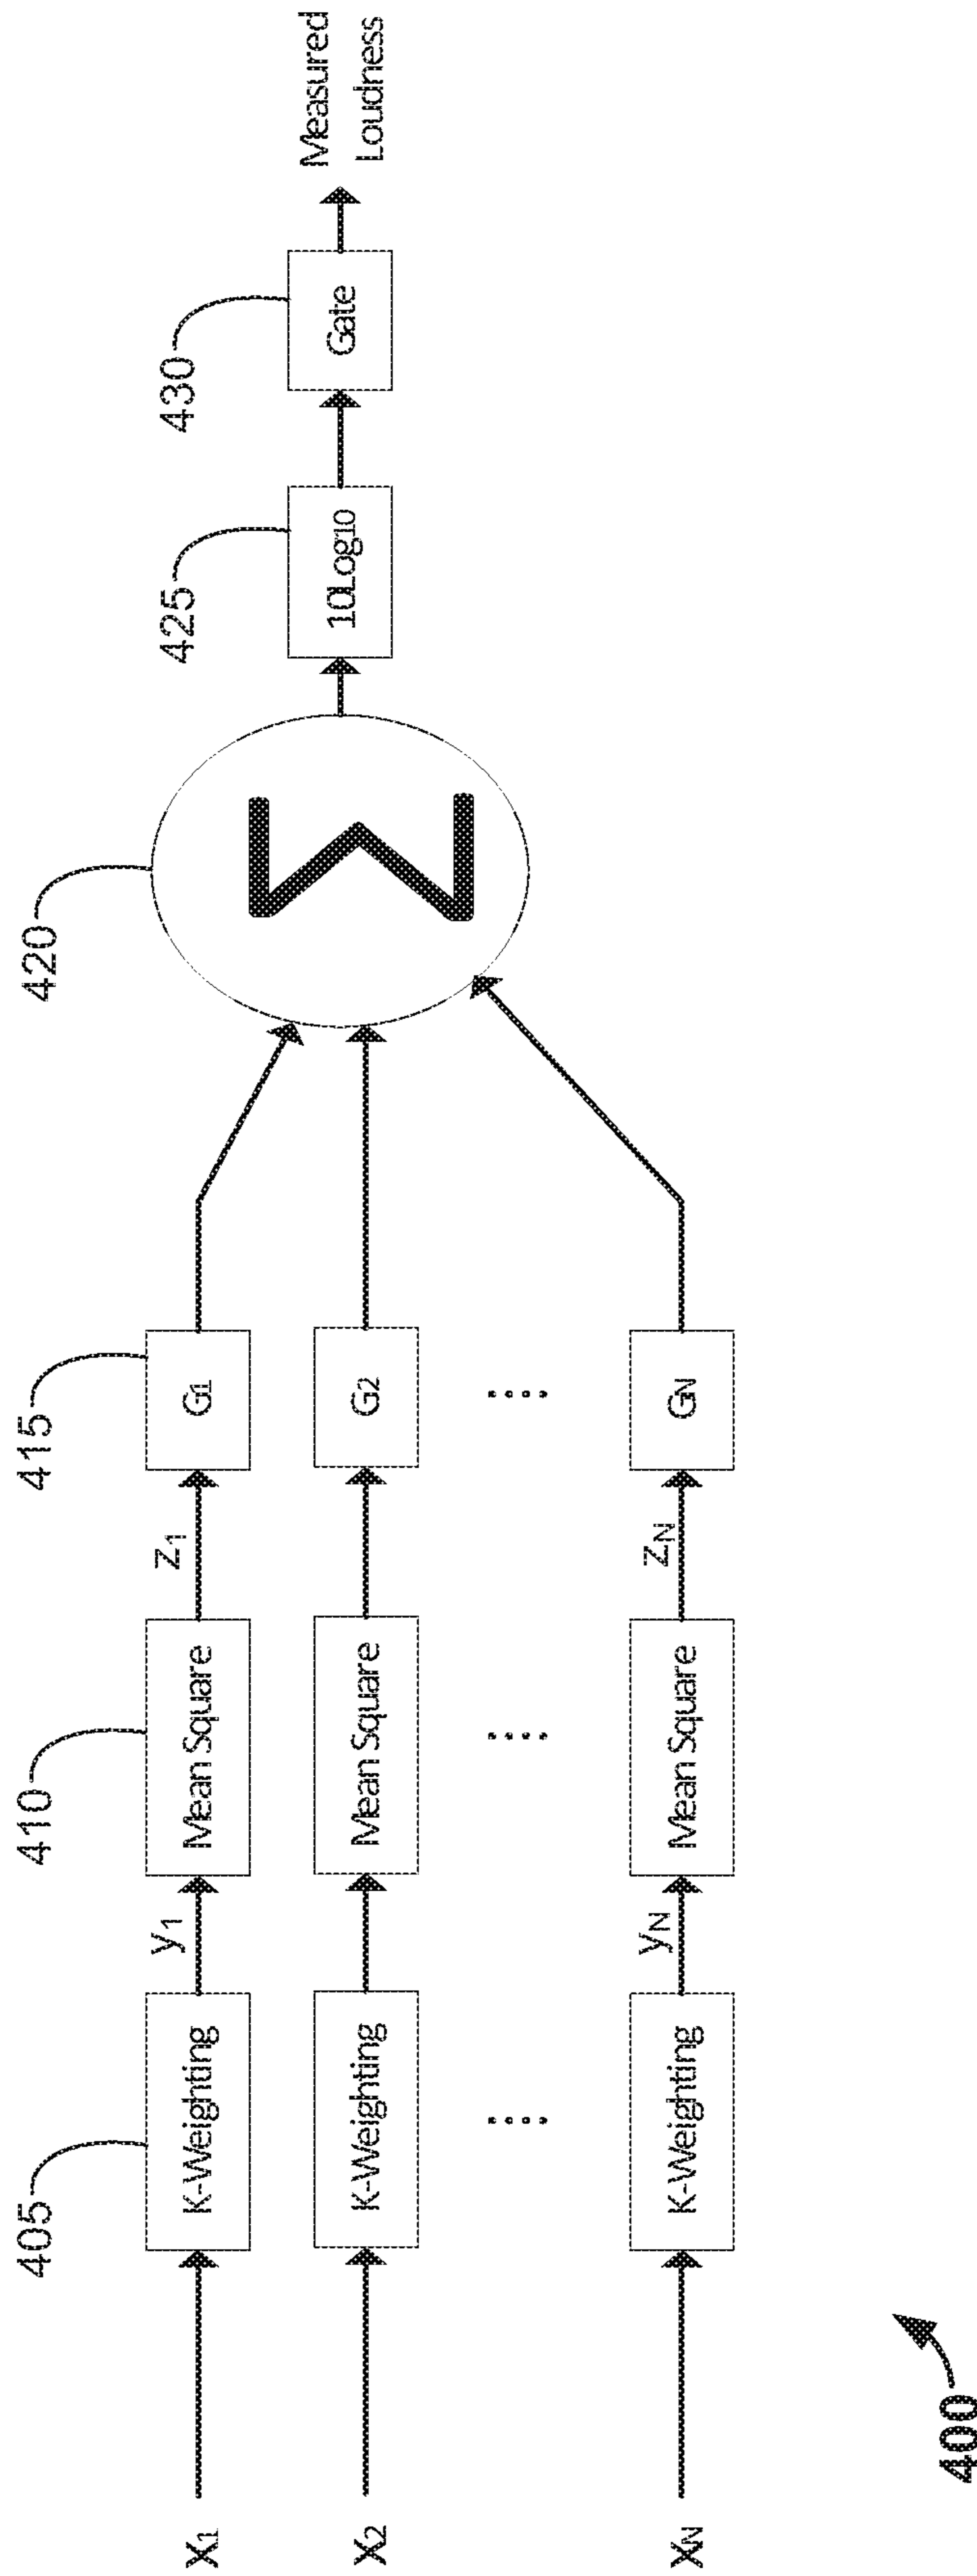 405
410
415
420
425
430
X1
K-Weighting
y1
Mean Square
z1
G1
X2
K-Weighting
Mean Square
G2
Σ
10Log10
Gate
Measured
Loudness
XN
K-Weighting
yN
Mean Square
zN
GN
400